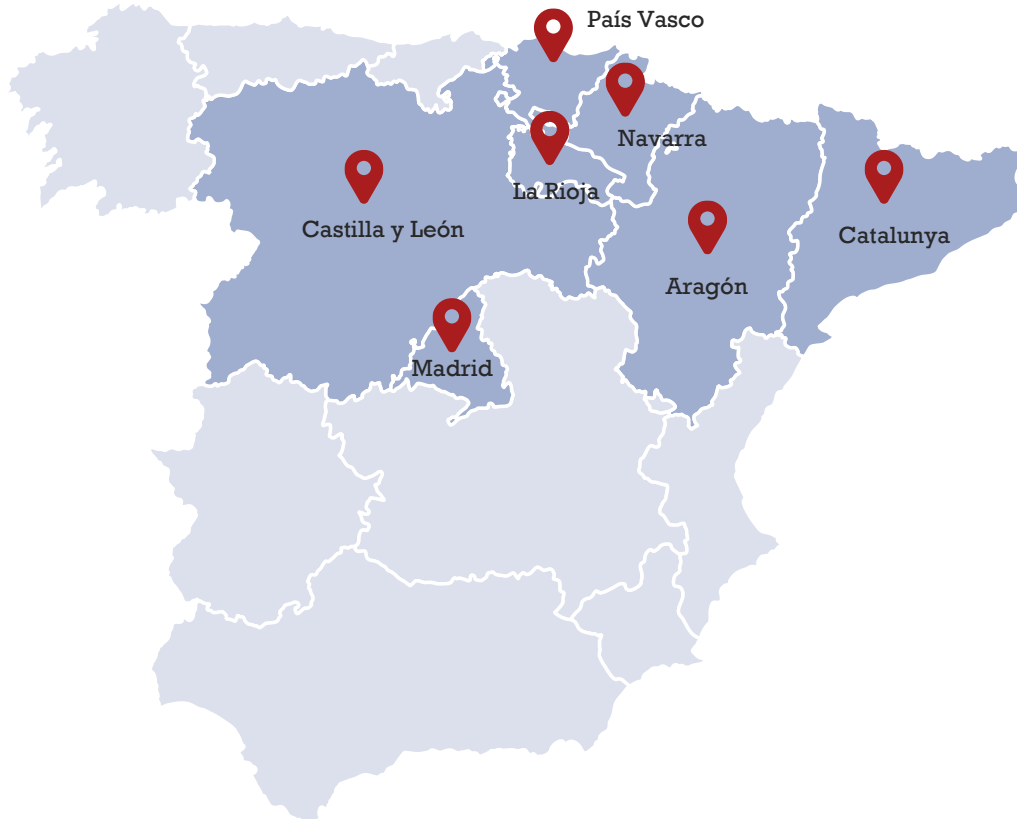 País Vasco
Navarra
La Rioja
Castilla y León
Catalunya
Aragón
Madrid